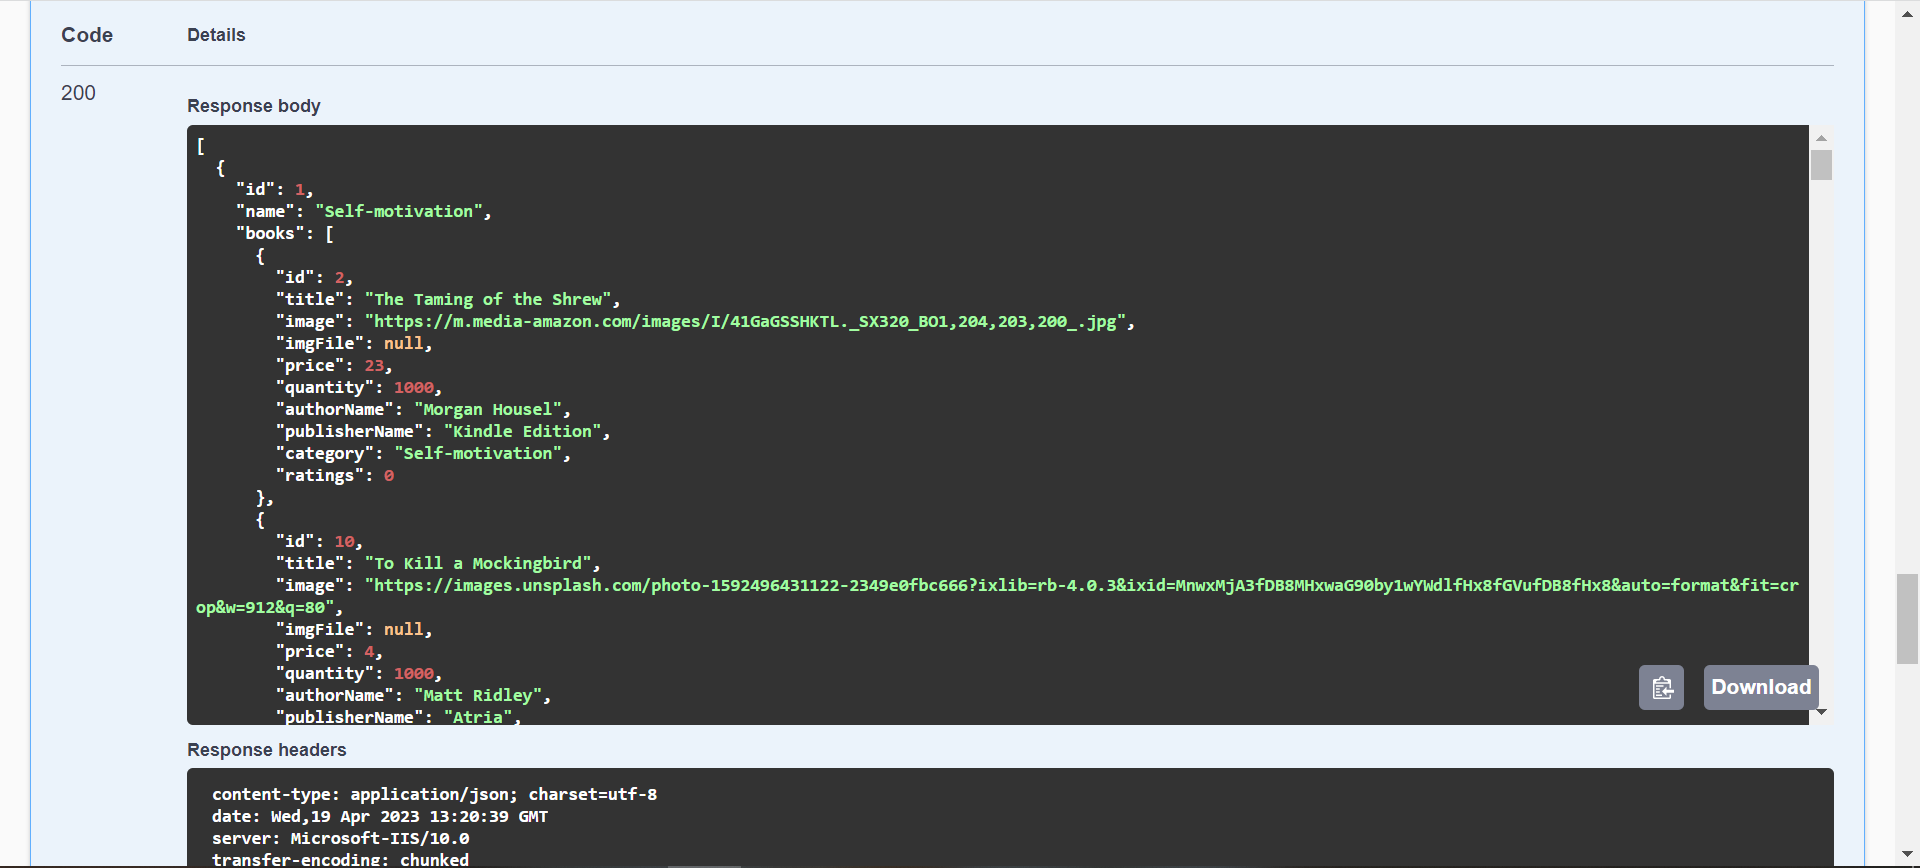 Code Details
200
Response body
[
{
"id": 1,
"name": "Self-motivation",
"books": [
{
"id": 2,
"title": "The Taming of the Shrew",
"image": "https://m.media-amazon.com/images/I/41GaGSSHKTL._SX320_BO1,204,203,200_.jpg",
"imgFile": null,
"price": 23,
"quantity": 1000,
"authorName": "Morgan Housel",
"publisherName": "Kindle Edition",
"category": "Self-motivation",
"ratings": 0
},
{
"id": 10,
"title": "To Kill a Mockingbird",
"image": "https://images.unsplash.com/photo-1592496431122-2349e0fbc666?ixlib=rb-4.0.3&ixid=MnwxMjA3fDB8MHxwaG90by1wYWdlfHx8fGVufDB8fHx8&auto=format&fit=cr
op&w=912&q=80",
"imgFile": null,
"price": 4,
"quantity": 1000,
"authorName": "Matt Ridley",
"publisherName": "Atria",
Download
Response headers
content-type: application/json; charset=utf-8
date: Wed,19 Apr 2023 13:20:39 GMT
server: Microsoft-IIS/10.0
transfer-encoding: chunked